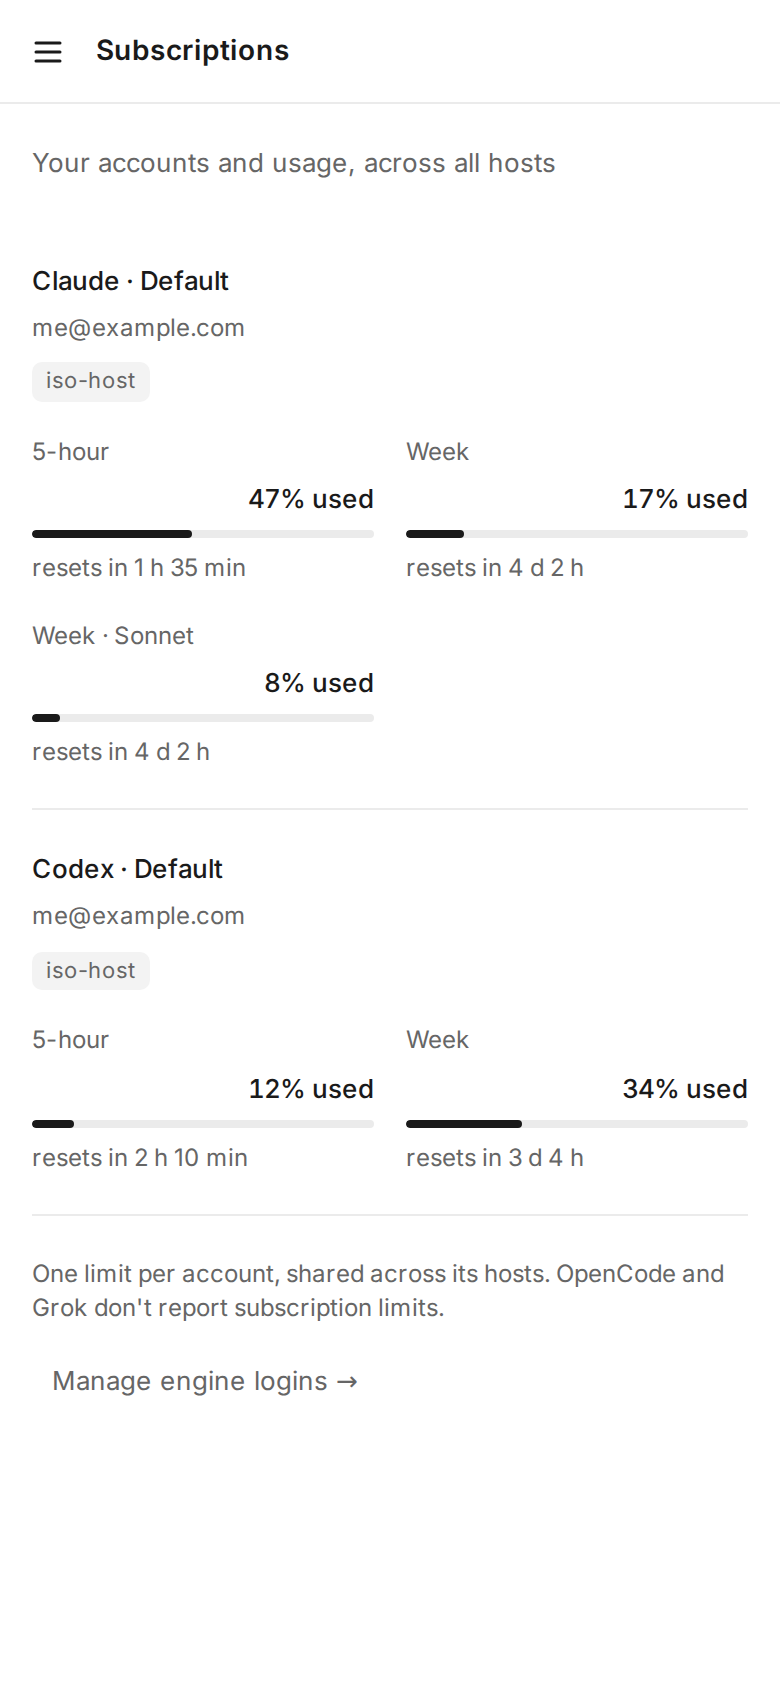 Subscriptions
Your accounts and usage, across all hosts
Claude · Default
me@example.com
iso-host
5-hour
47% used
resets in 1 h 35 min
Week
17% used
resets in 4 d 2 h
Week · Sonnet
8% used
resets in 4 d 2 h
Codex · Default
me@example.com
iso-host
5-hour
12% used
resets in 2 h 10 min
Week
34% used
resets in 3 d 4 h
One limit per account, shared across its hosts. OpenCode and
Grok don't report subscription limits.
Manage engine logins →